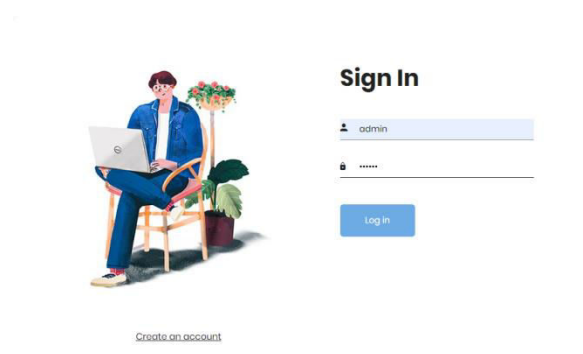 Sign In
admin
••••••
Log in
Create an account